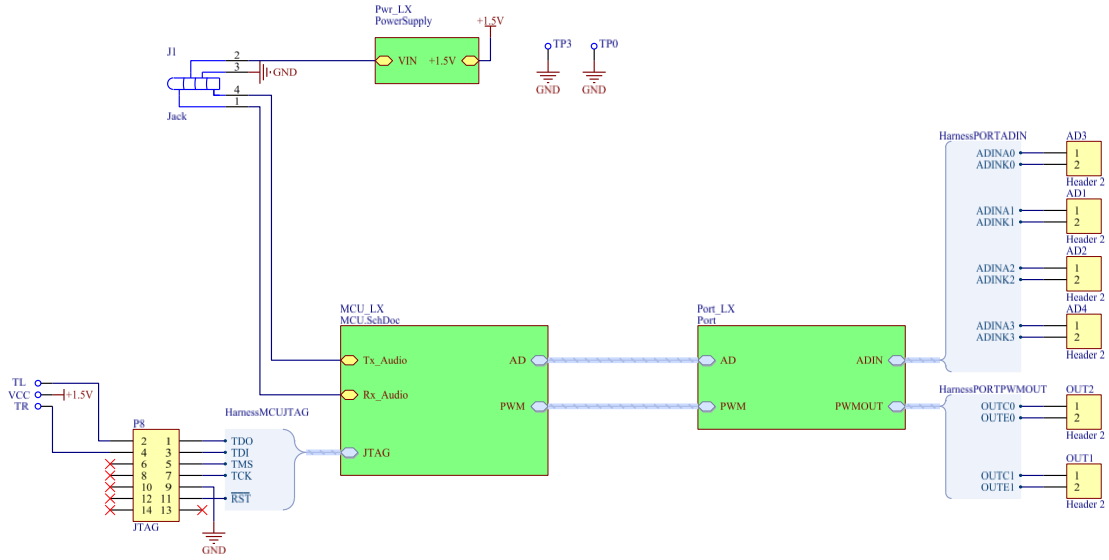 Pwr_LX
PowerSupply
+1.5V
VIN
+1.5V
TP3
TP0
GND
GND
J1
2
3
GND
4
1
Jack
HarnessPORTADIN
ADINA0
ADINK0
ADINA1
ADINK1
ADINA2
ADINK2
ADINA3
ADINK3
AD3
1
2
Header 2
AD1
1
2
Header 2
AD2
1
2
Header 2
AD4
1
2
Header 2
MCU_LX
MCU.SchDoc
Tx_Audio
AD
Rx_Audio
PWM
JTAG
Port_LX
Port
AD
ADIN
PWM
PWMOUT
HarnessPORTPWMOUT
OUTC0
OUTE0
OUTC1
OUTE1
OUT2
1
2
Header 2
OUT1
1
2
Header 2
TL
VCC
+1.5V
TR
HarnessMCUJTAG
P8
2 1 TDO
4 3 TDI
6 5 TMS
8 7 TCK
10 9
12 11 RST
14 13
JTAG
GND